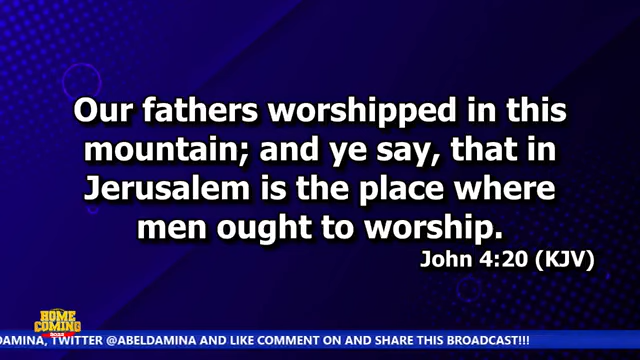 Our fathers worshipped in this
mountain; and ye say, that in
Jerusalem is the place where
men ought to worship.
John 4:20 (KJV)
HOME
COMING
DAMINA, TWITTER @ABELDAMINA AND LIKE COMMENT ON AND SHARE THIS BROADCAST!!!